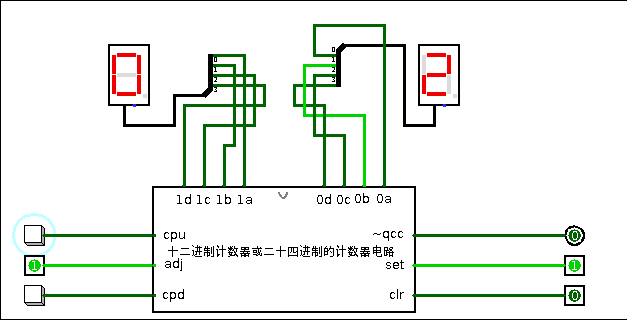 0 2
0 0
1 1
2 2
3 3
1d 1c 1b 1a 0d 0c 0b 0a
cpu ~qcc 0
十二进制计数器或二十四进制的计数器电路
1 adj set 1
cpd clr 0